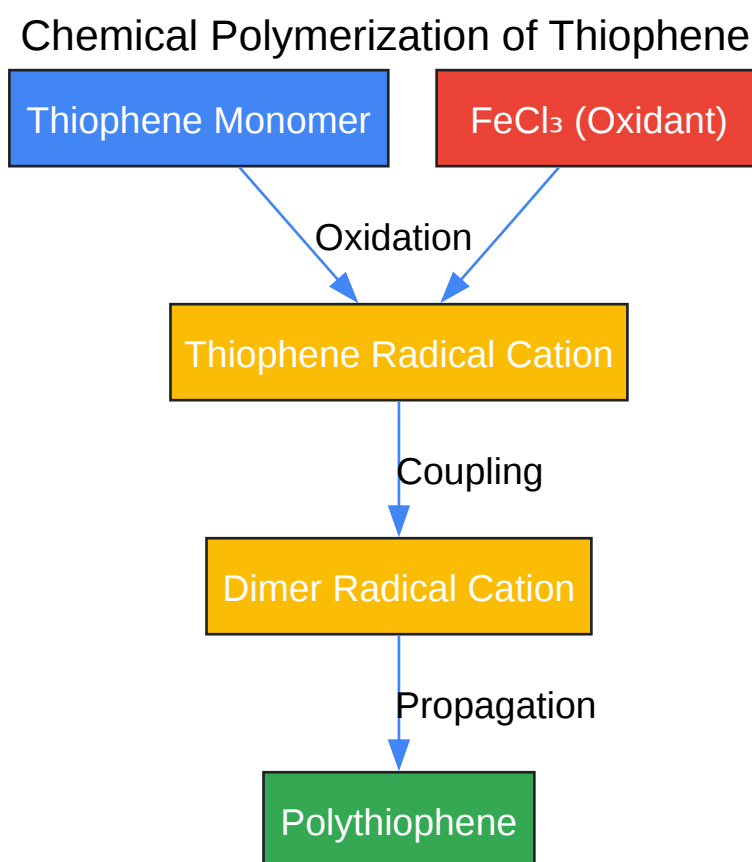 Chemical Polymerization of Thiophene
Thiophene Monomer
FeCl₃ (Oxidant)
Oxidation
Thiophene Radical Cation
Coupling
Dimer Radical Cation
Propagation
Polythiophene